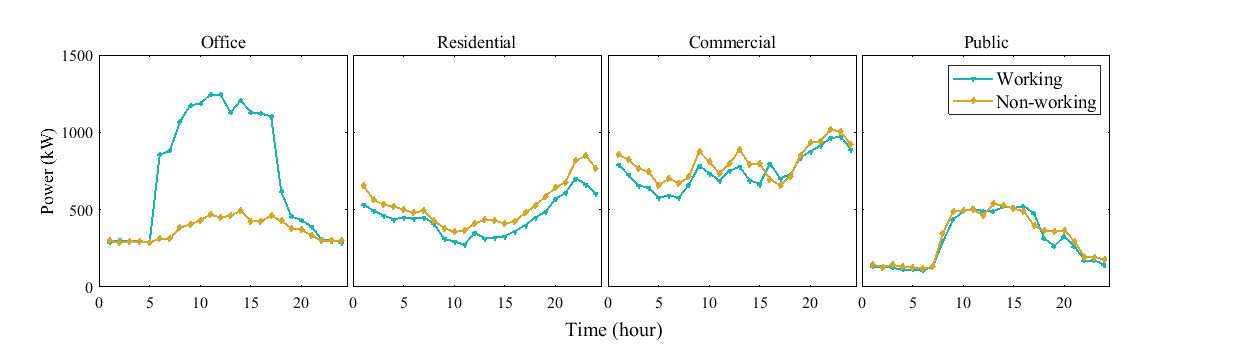 Office Residential Commercial Public
1500
1000
500
0
Power (kW)
Working
Non-working
0 5 10 15 20 0 5 10 15 20 0 5 10 15 20 0 5 10 15 20
Time (hour)